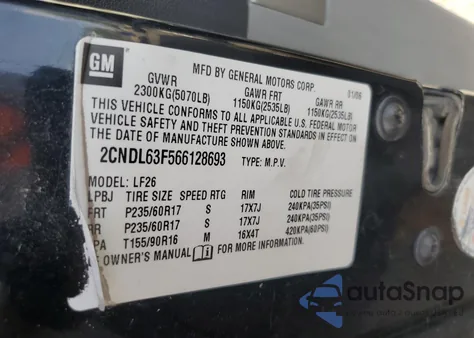 GM
MFD BY GENERAL MOTORS CORP.
01/06
GVWR GAWR FRT GAWR RR
2300KG(5070LB) 1150KG(2535LB) 1150KG(2535LB)
THIS VEHICLE CONFORMS TO ALL APPLICABLE U.S. FEDERAL MOTOR
VEHICLE SAFETY AND THEFT PREVENTION STANDARDS IN EFFECT ON
THE DATE OF MANUFACTURE SHOWN ABOVE.
2CNDL63F566128693 TYPE: M.P.V.
MODEL: LF26
LPBJ TIRE SIZE SPEED RTG RIM COLD TIRE PRESSURE
FRT P235/60R17 S 17X7J 240KPA(35PSI)
RR P235/60R17 S 17X7J 240KPA(35PSI)
PA T155/90R16 M 16X4T 420KPA(60PSI)
E OWNER'S MANUAL FOR MORE INFORMATION.
autoSnap